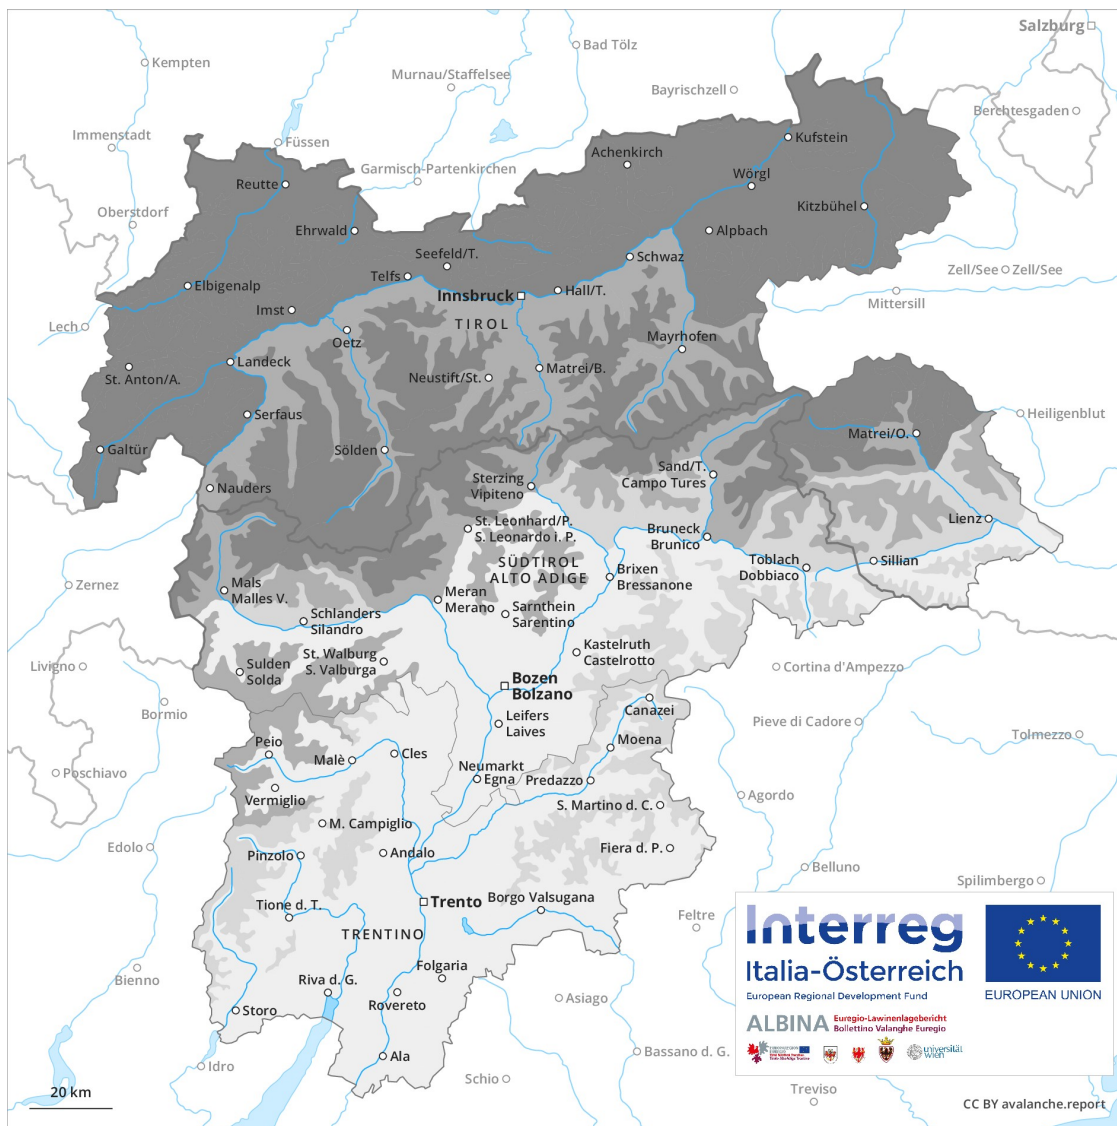 Salzburg
Bad Tölz
Kempten
Murnau/Staffelsee
Bayrischzell
Berchtesgaden
Immenstadt
Füssen
Kufstein
Achenkirch
Garmisch-Partenkirchen
Wörgl
Reutte
Kitzbühel
Oberstdorf
Ehrwald
Alpbach
Seefeld/T.
Schwaz
Telfs
Zell/See
Zell/See
Elbigenalp
Hall/T.
Innsbruck
Mittersill
Imst
TIROL
Lech
Oetz
Mayrhofen
Landeck
Matrei/B.
St. Anton/A.
Neustift/St.
Serfaus
Heiligenblut
Matrei/O.
Galtür
Sölden
Sand/T.
Campo Tures
Sterzing
Vipiteno
Nauders
Lienz
St. Leonhard/P.
S. Leonardo i. P.
Bruneck
Brunico
SÜDTIROL
ALTO ADIGE
Toblach
Dobbiaco
Sillian
Brixen
Bressanone
Zernez
Mals
Malles V.
Meran
Merano
Schlanders
Silandro
Sarnthein
Sarentino
Kastelruth
Castelrotto
St. Walburg
S. Valburga
Livigno
Sulden
Solda
Cortina d'Ampezzo
Bozen
Bolzano
Canazei
Bormio
Leifers
Laives
Pieve di Cadore
Tolmezzo
Moena
Peio
Cles
Malè
Poschiavo
Neumarkt
Egna
Predazzo
Vermiglio
S. Martino d. C.
Agordo
M. Campiglio
Edolo
Pinzolo
Andalo
Fiera d. P.
Belluno
Spilimbergo
Trento
Borgo Valsugana
Tione d. T.
Feltre
TRENTINO
Folgaria
Bienno
Riva d. G.
Rovereto
Asiago
Storo
Ala
Bassano d. G.
Idro
Schio
Treviso
20 km
Interreg
Italia-Österreich
European Regional Development Fund
EUROPEAN UNION
ALBINA
Euregio-Lawinenlagebericht
Bollettino Valanghe Euregio
universität
wien
CC BY avalanche.report